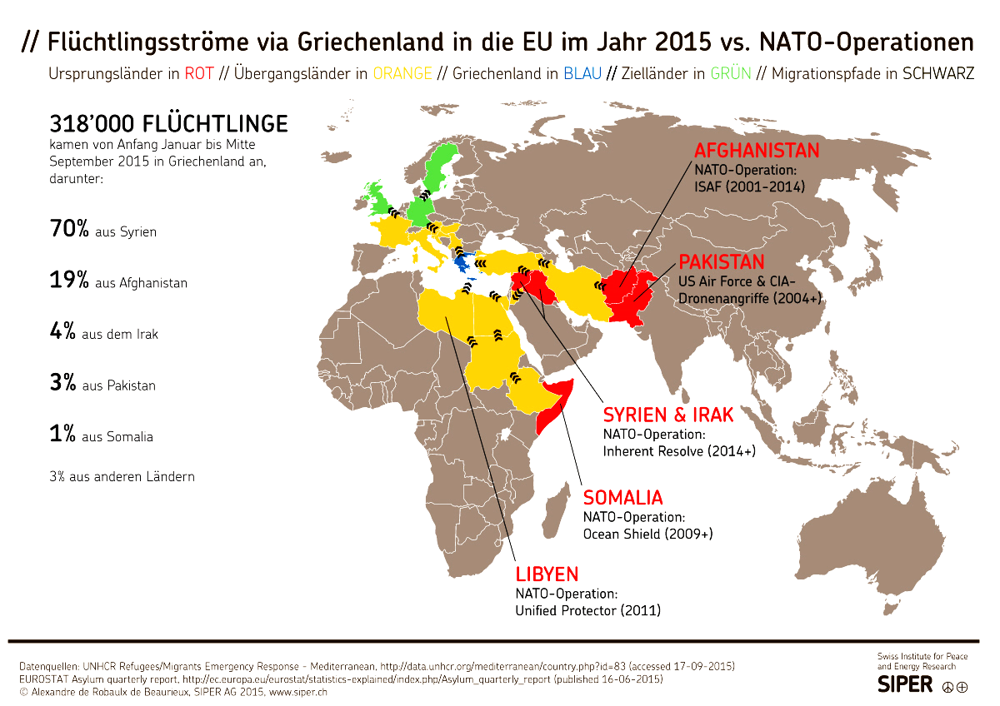 // Flüchtlingsströme via Griechenland in die EU im Jahr 2015 vs. NATO-Operationen
Ursprungsländer in ROT // Übergangsländer in ORANGE // Griechenland in BLAU // Zielländer in GRÜN // Migrationspfade in SCHWARZ
318'000 FLÜCHTLINGE
kamen von Anfang Januar bis Mitte
September 2015 in Griechenland an,
darunter:
70% aus Syrien
19% aus Afghanistan
4% aus dem Irak
3% aus Pakistan
1% aus Somalia
3% aus anderen Ländern
AFGHANISTAN
NATO-Operation:
ISAF (2001-2014)
PAKISTAN
US Air Force & CIA-
Dronenangriffe (2004+)
SYRIEN & IRAK
NATO-Operation:
Inherent Resolve (2014+)
SOMALIA
NATO-Operation:
Ocean Shield (2009+)
LIBYEN
NATO-Operation:
Unified Protector (2011)
Datenquellen: UNHCR Refugees/Migrants Emergency Response - Mediterranean, http://data.unhcr.org/mediterranean/country.php?id=83 (accessed 17-09-2015)
EUROSTAT Asylum quarterly report, http://ec.europa.eu/eurostat/statistics-explained/index.php/Asylum_quarterly_report (published 16-06-2015)
© Alexandre de Robaulx de Beaurieux, SIPER AG 2015, www.siper.ch
Swiss Institute for Peace
and Energy Research
SIPER